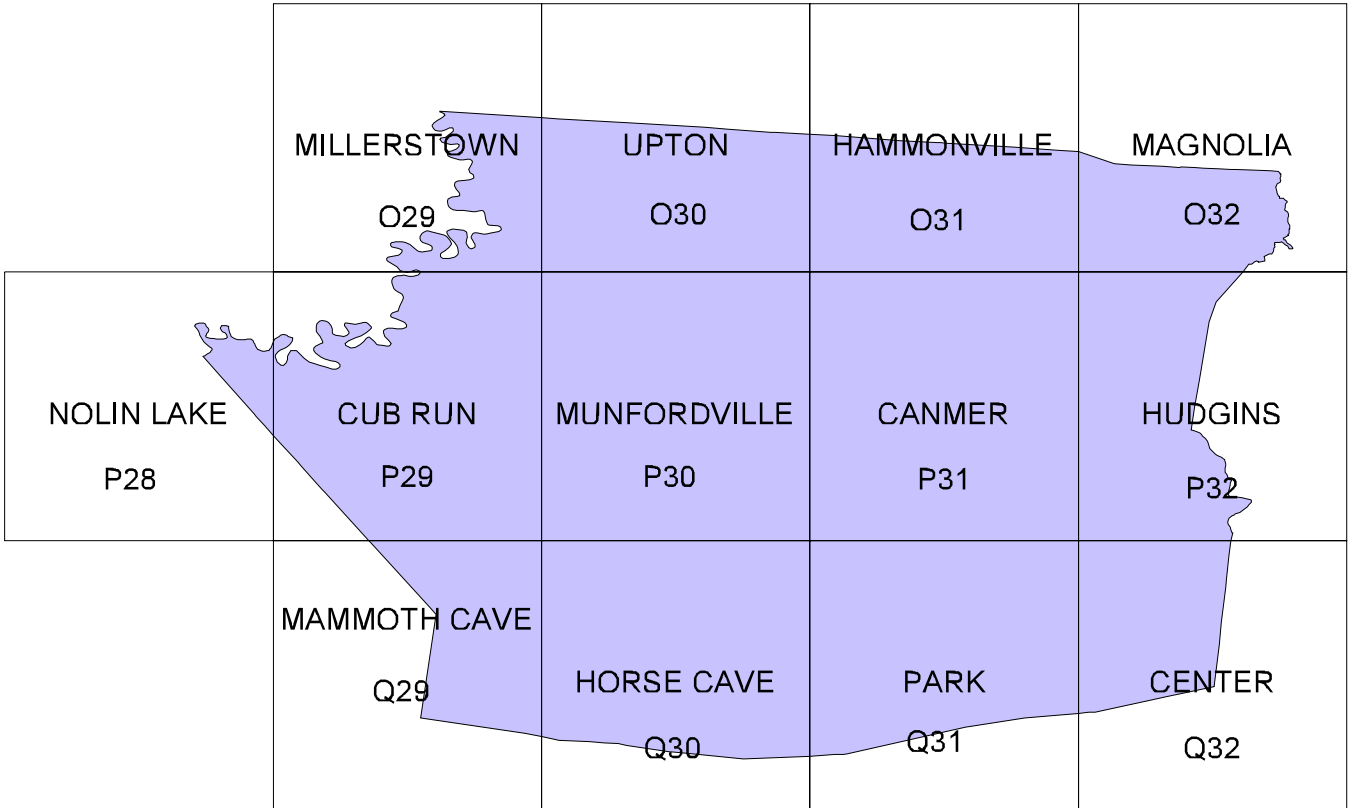 MILLERSTOWN
O29
UPTON
O30
HAMMONVILLE
O31
MAGNOLIA
O32
NOLIN LAKE
P28
CUB RUN
P29
MUNFORDVILLE
P30
CANMER
P31
HUDGINS
P32
MAMMOTH CAVE
Q29
HORSE CAVE
Q30
PARK
Q31
CENTER
Q32